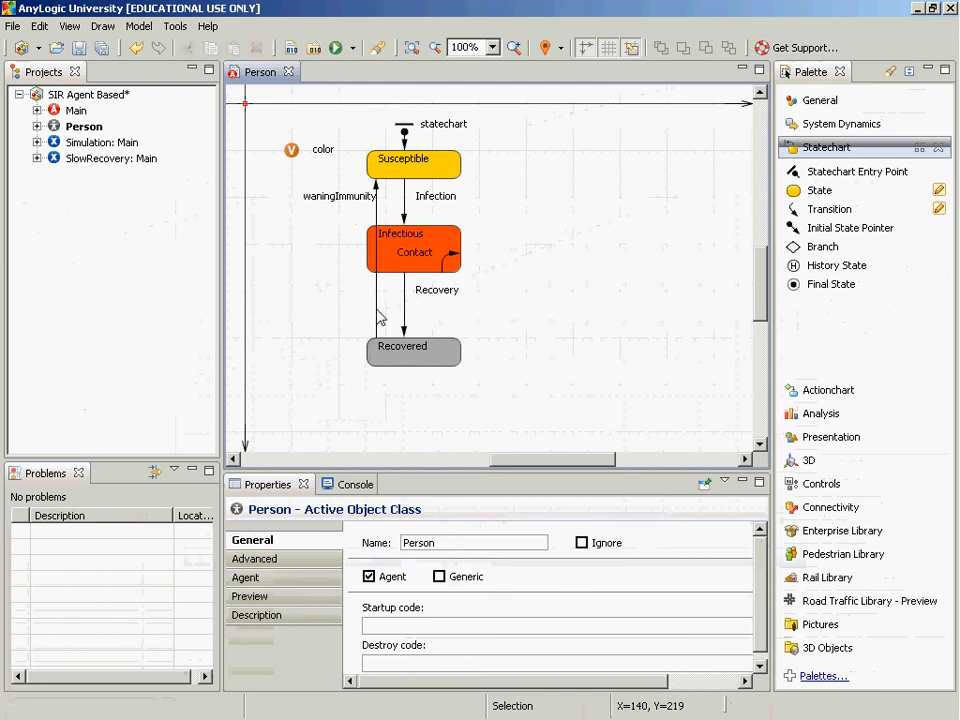 AnyLogic University [EDUCATIONAL USE ONLY]
File Edit View Draw Model Tools Help
100% Get Support...
Projects
SIR Agent Based*
Main
Person
Simulation: Main
SlowRecovery: Main
Person
statechart
color
Susceptible
waningImmunity
Infection
Infectious
Contact
Recovery
Recovered
Palette
General
System Dynamics
Statechart
Statechart Entry Point
State
Transition
Initial State Pointer
Branch
History State
Final State
Actionchart
Analysis
Presentation
3D
Controls
Connectivity
Enterprise Library
Pedestrian Library
Rail Library
Road Traffic Library - Preview
Pictures
3D Objects
Palettes...
Problems
No problems
Description Locat...
Properties Console
Person - Active Object Class
General
Advanced
Agent
Preview
Description
Name: Person Ignore
Agent Generic
Startup code:
Destroy code:
Selection X=140, Y=219